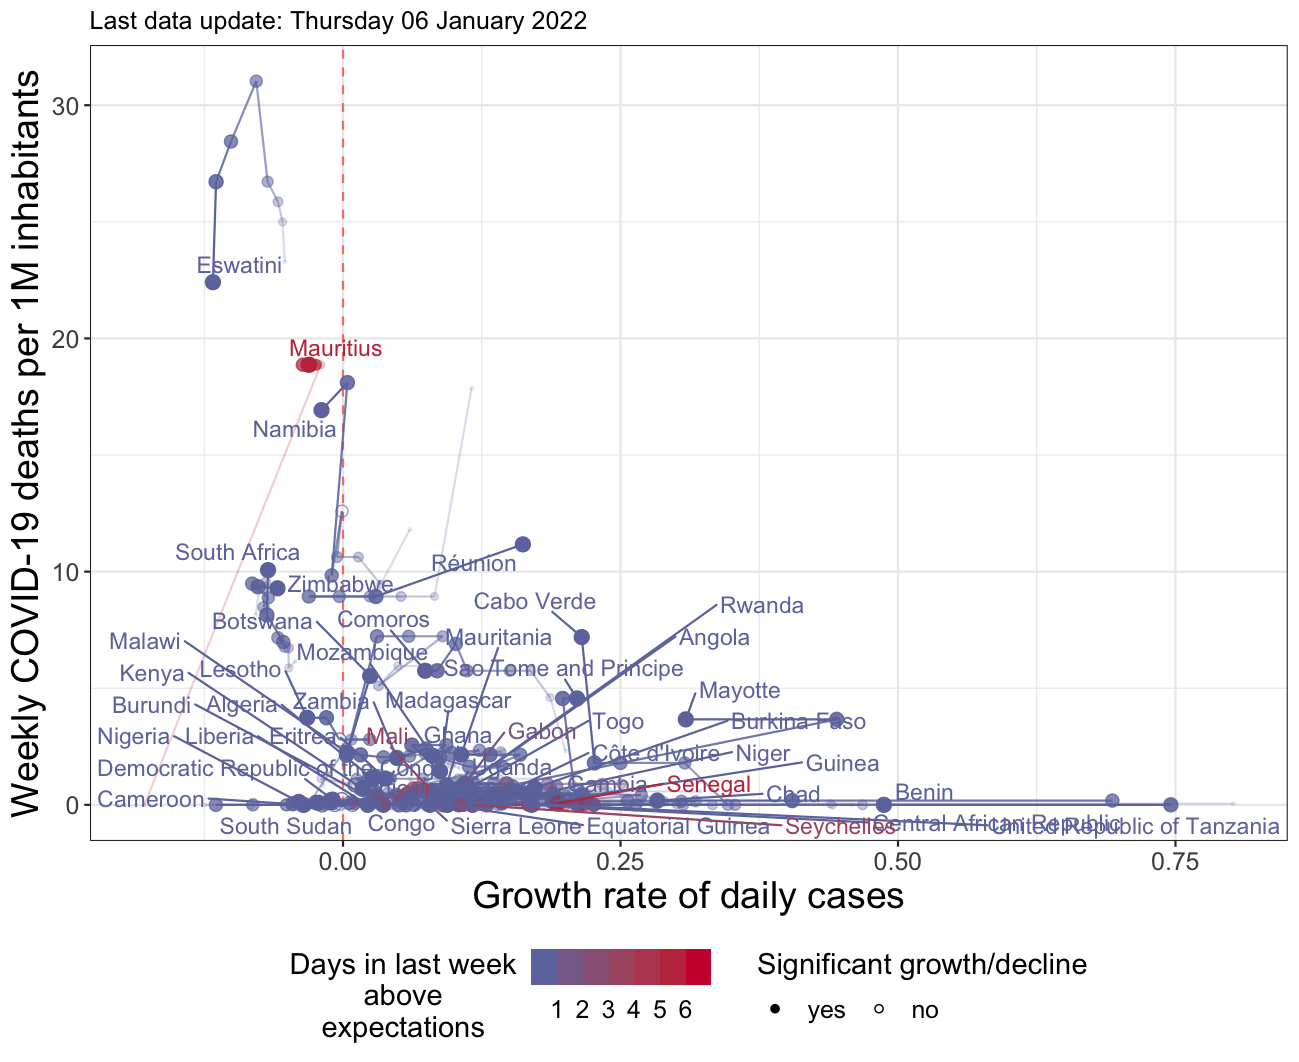 Last data update: Thursday 06 January 2022
Weekly COVID-19 deaths per 1M inhabitants
30
20
10
0
Eswatini
Mauritius
Namibia
South Africa
Réunion
Zimbabwe
Cabo Verde
Rwanda
Botswana
Comoros
Malawi
Mauritania
Angola
Mozambique
Kenya
Lesotho
Sao Tome and Principe
Mayotte
Burundi
Algeria
Zambia
Madagascar
Togo
Burkina Faso
Nigeria
Liberia
Eritrea
Mali
Ghana
Gabon
Côte d'Ivoire
Niger
Guinea
Democratic Republic of the Congo
Uganda
Gambia
Senegal
Chad
Benin
Cameroon
South Sudan
Congo
Sierra Leone
Equatorial Guinea
Seychelles
Central African Republic
United Republic of Tanzania
0.00
0.25
0.50
0.75
Growth rate of daily cases
Days in last week
above
expectations
1 2 3 4 5 6
Significant growth/decline
yes
no